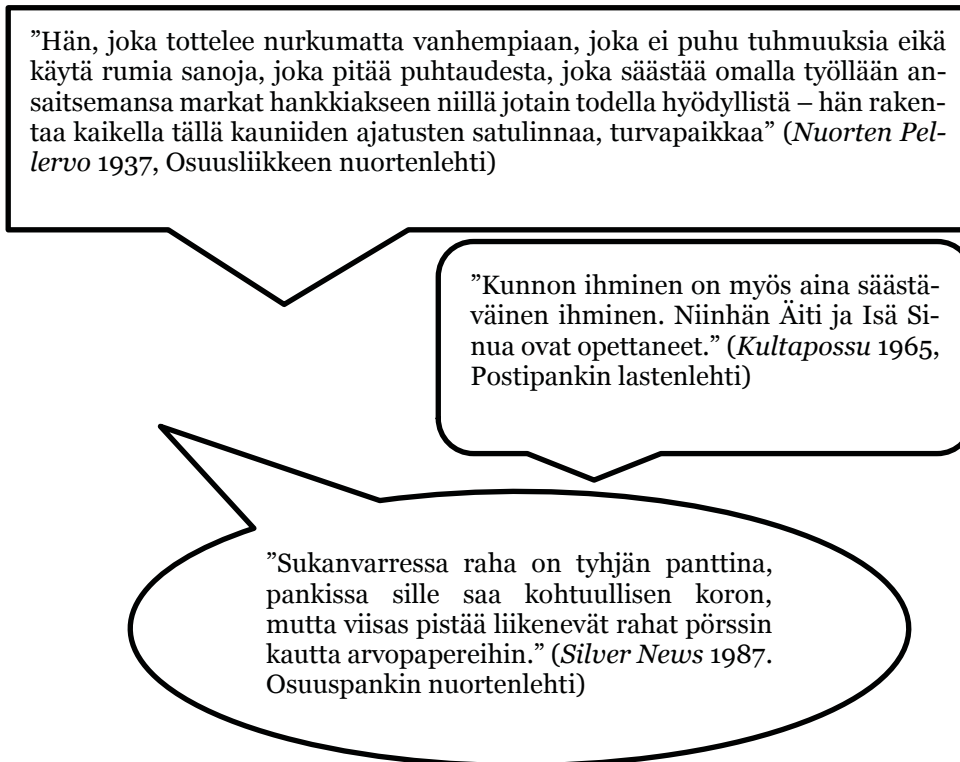 ”Hän, joka tottelee nurkumatta vanhempiaan, joka ei puhu tuhmuuksia eikä
käytä rumia sanoja, joka pitää puhtaudesta, joka säästää omalla työllään an-
saitsemansa markat hankkiakseen niillä jotain todella hyödyllistä – hän raken-
taa kaikella tällä kauniiden ajatusten satulinnaa, turvapaikkaa” (Nuorten Pel-
lervo 1937, Osuusliikkeen nuortenlehti)
”Kunnon ihminen on myös aina säästä-
väinen ihminen. Niinhän Äiti ja Isä Si-
nua ovat opettaneet.” (Kultapossu 1965,
Postipankin lastenlehti)
”Sukanvarressa raha on tyhjän panttina,
pankissa sille saa kohtuullisen koron,
mutta viisas pistää liikenevät rahat pörssin
kautta arvopapereihin.” (Silver News 1987.
Osuuspankin nuortenlehti)